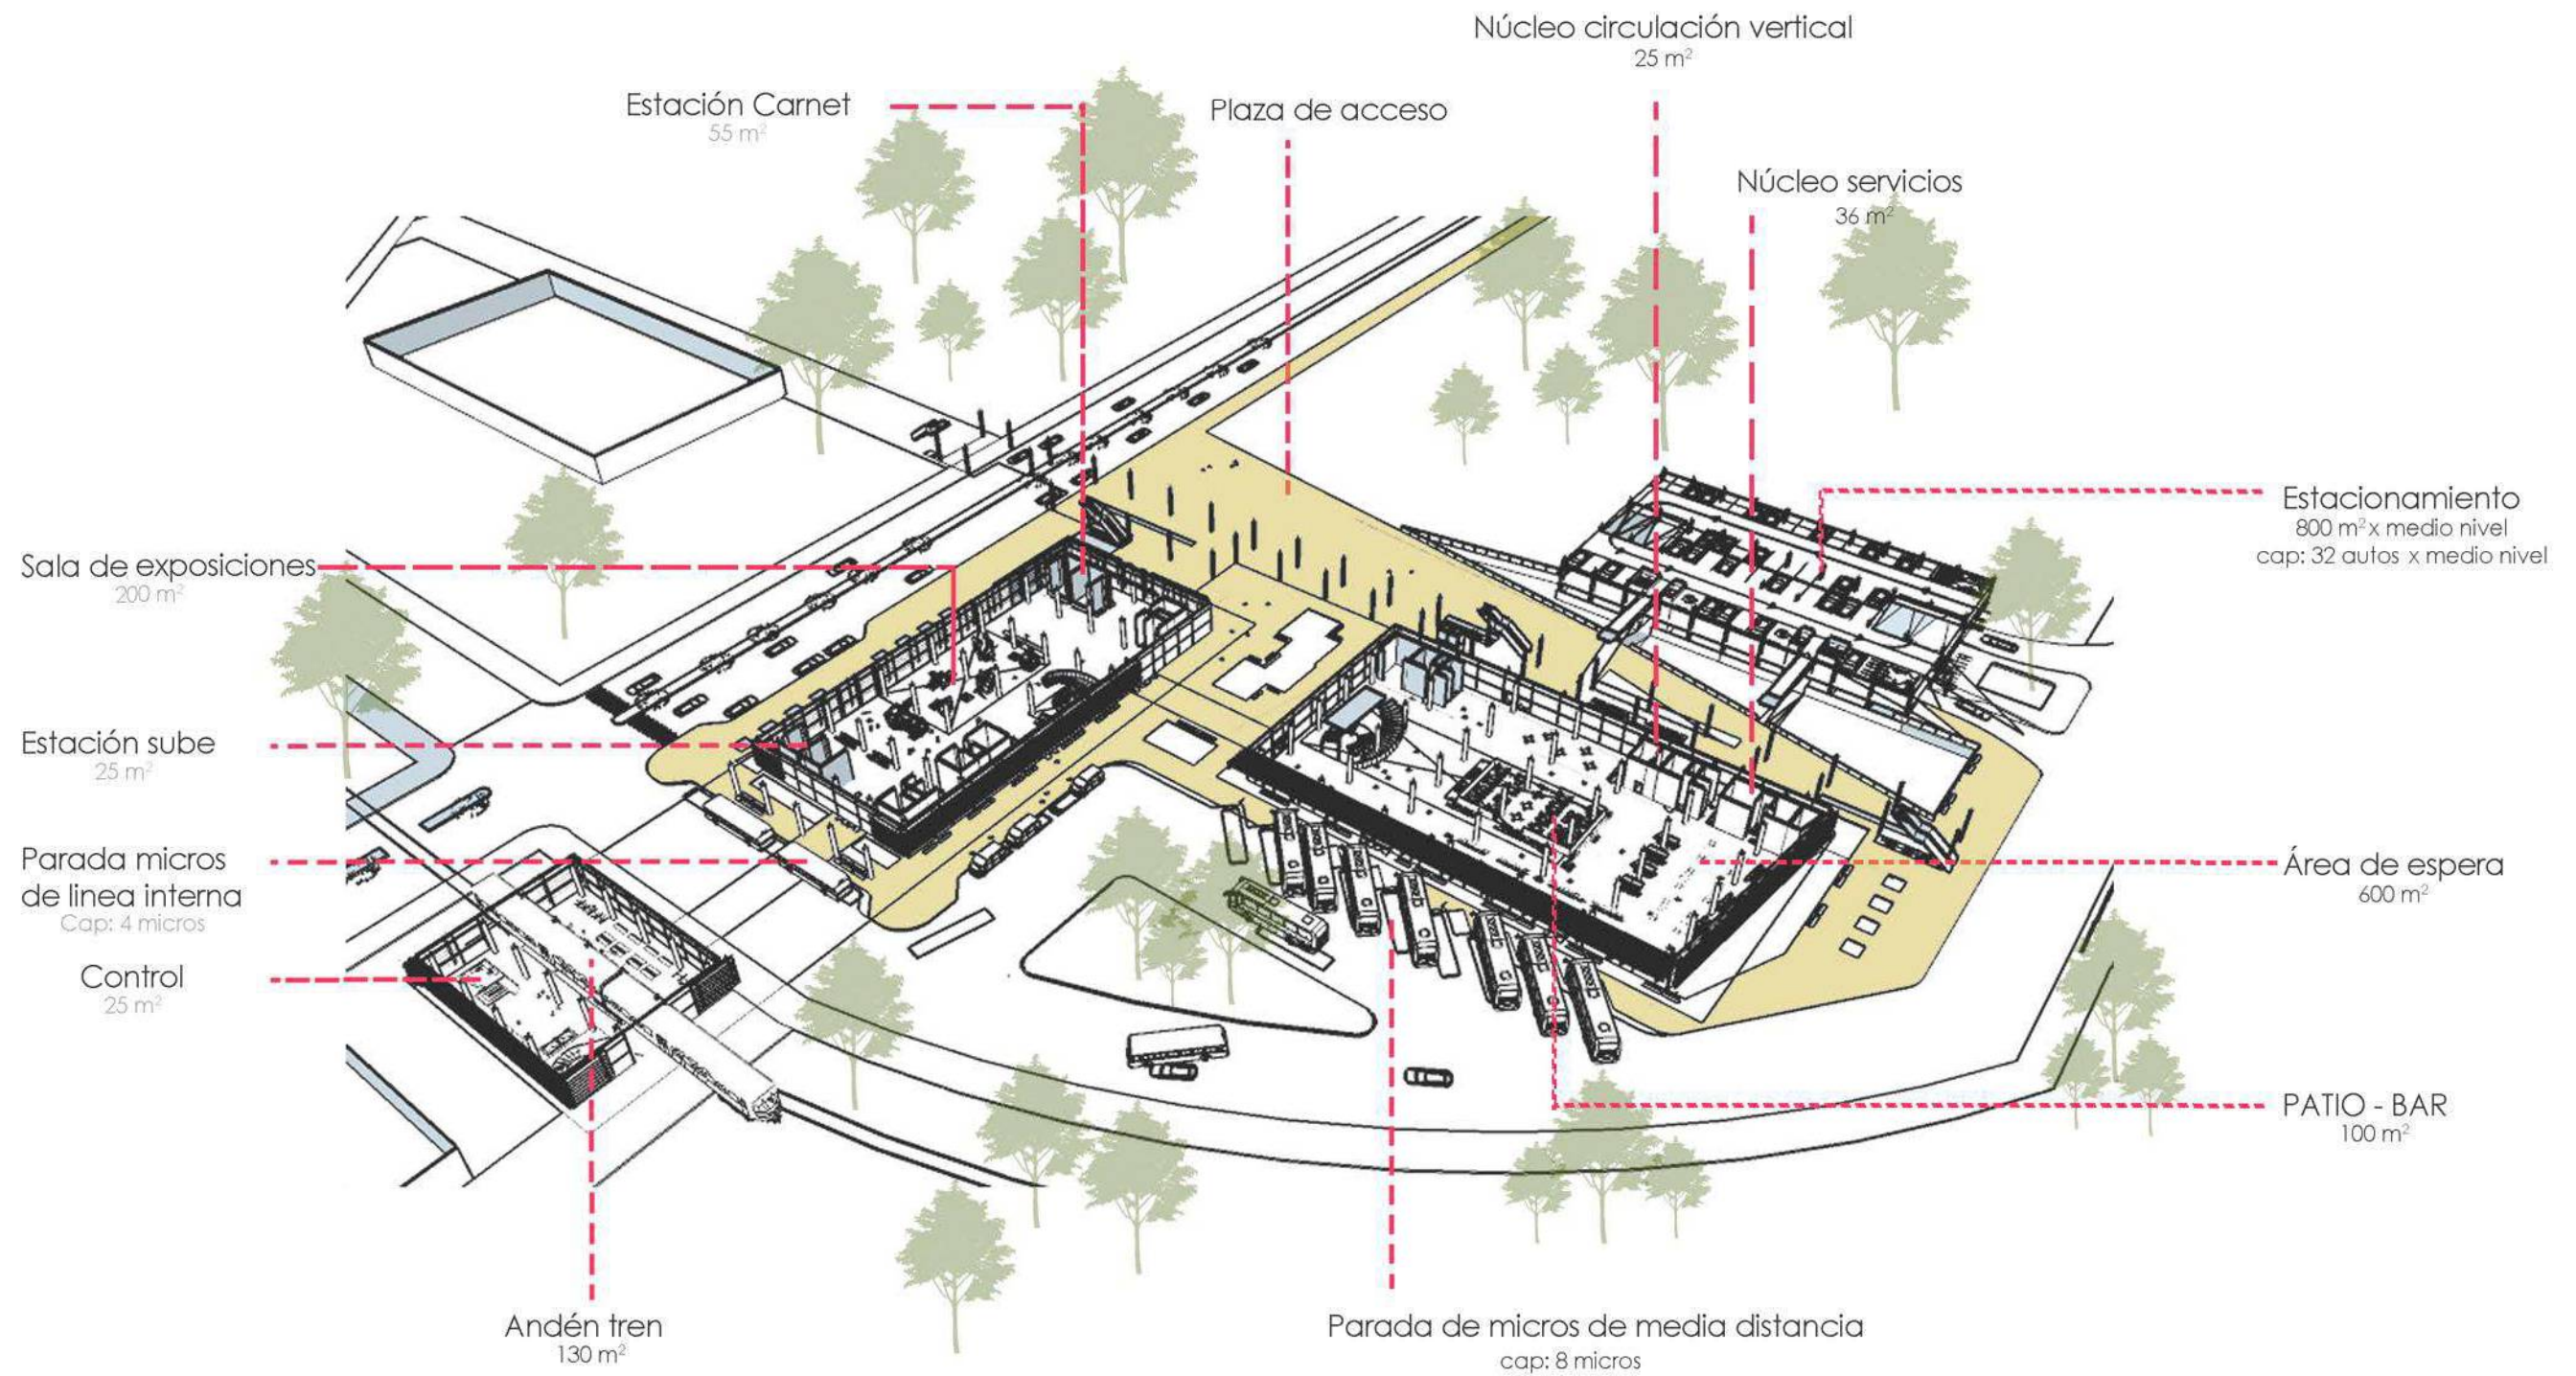 Núcleo circulación vertical
25 m²
Estación Carnet
55 m²
Plaza de acceso
Núcleo servicios
36 m²
Estacionamiento
800 m² x medio nivel
cap: 32 autos x medio nivel
Sala de exposiciones
200 m²
Estación sube
25 m²
Parada micros
de linea interna
Cap: 4 micros
Área de espera
600 m²
Control
25 m²
PATIO - BAR
100 m²
Andén tren
130 m²
Parada de micros de media distancia
cap: 8 micros